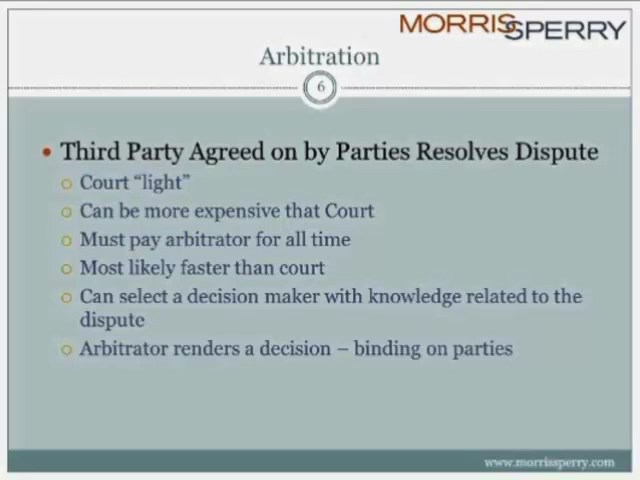 MORRIS SPERRY
Arbitration
6
Third Party Agreed on by Parties Resolves Dispute
Court “light”
Can be more expensive that Court
Must pay arbitrator for all time
Most likely faster than court
Can select a decision maker with knowledge related to the
dispute
Arbitrator renders a decision – binding on parties
www.morrissperry.com